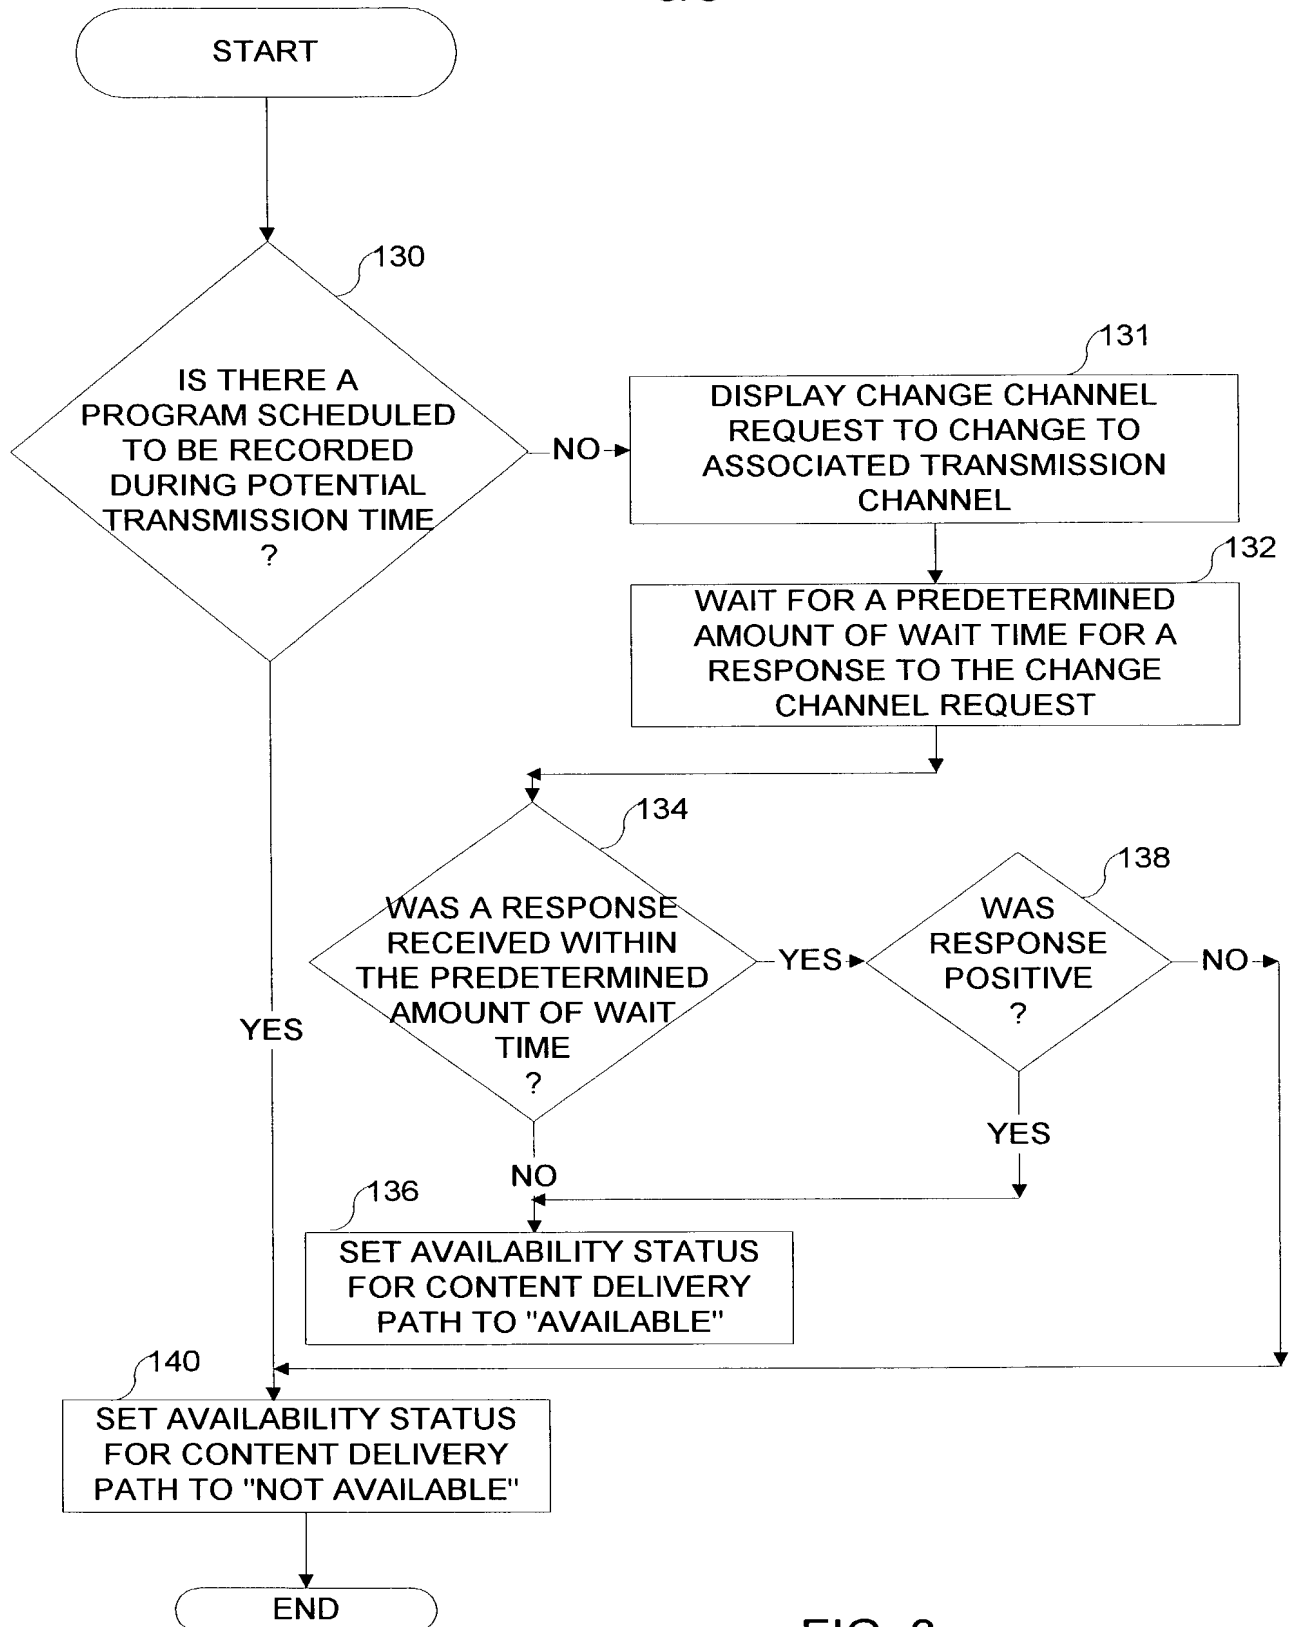 START
130
IS THERE A
PROGRAM SCHEDULED
TO BE RECORDED
DURING POTENTIAL
TRANSMISSION TIME
?
NO
131
DISPLAY CHANGE CHANNEL
REQUEST TO CHANGE TO
ASSOCIATED TRANSMISSION
CHANNEL
132
WAIT FOR A PREDETERMINED
AMOUNT OF WAIT TIME FOR A
RESPONSE TO THE CHANGE
CHANNEL REQUEST
134
WAS A RESPONSE
RECEIVED WITHIN
THE PREDETERMINED
AMOUNT OF WAIT
TIME
?
YES
138
WAS
RESPONSE
POSITIVE
?
NO
YES
YES
NO
136
SET AVAILABILITY STATUS
FOR CONTENT DELIVERY
PATH TO "AVAILABLE"
140
SET AVAILABILITY STATUS
FOR CONTENT DELIVERY
PATH TO "NOT AVAILABLE"
END